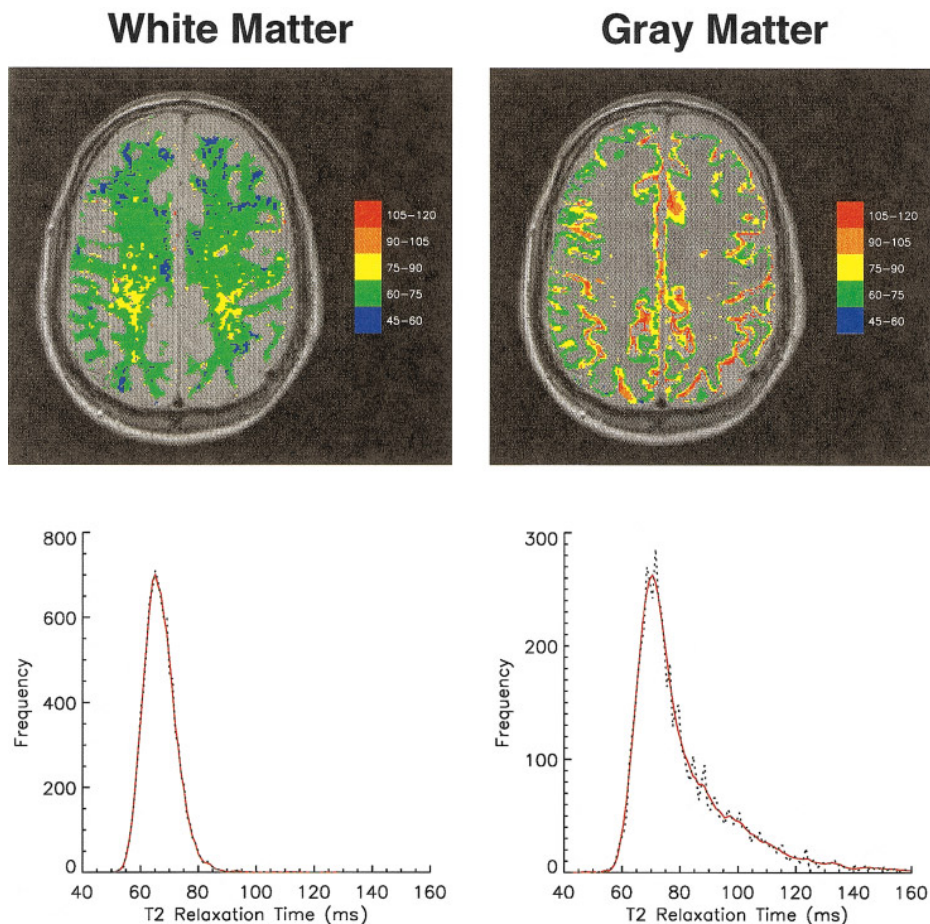 White Matter
Gray Matter
105-120
90-105
75-90
60-75
45-60
105-120
90-105
75-90
60-75
45-60
800
600
400
200
0
Frequency
40 60 80 100 120 140 160
T2 Relaxation Time (ms)
300
200
100
0
Frequency
40 60 80 100 120 140 160
T2 Relaxation Time (ms)